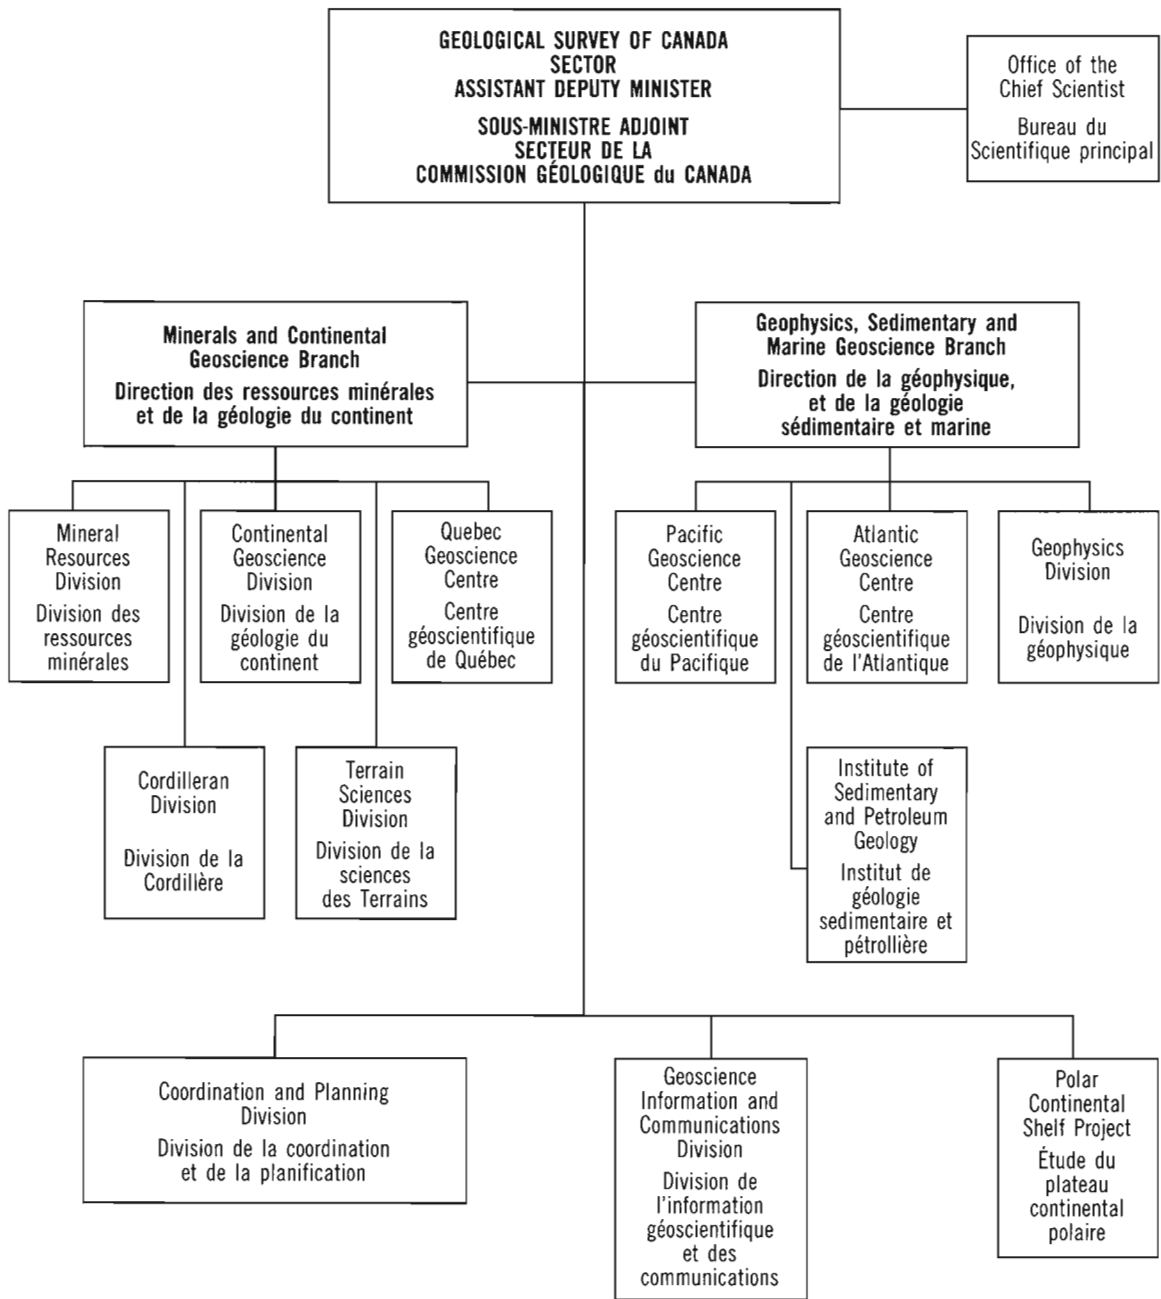 GEOLOGICAL SURVEY OF CANADA
SECTOR
ASSISTANT DEPUTY MINISTER
SOUS-MINISTRE ADJOINT
SECTEUR DE LA
COMMISSION GÉOLOGIQUE du CANADA
Office of the
Chief Scientist
Bureau du
Scientifique principal
Minerals and Continental
Geoscience Branch
Direction des ressources minérales
et de la géologie du continent
Geophysics, Sedimentary and
Marine Geoscience Branch
Direction de la géophysique,
et de la géologie
sédimentaire et marine
Mineral
Resources
Division
Division des
ressources
minérales
Continental
Geoscience
Division
Division de la
géologie du
continent
Quebec
Geoscience
Centre
Centre
géoscientifique
de Québec
Pacific
Geoscience
Centre
Centre
géoscientifique
du Pacifique
Atlantic
Geoscience
Centre
Centre
géoscientifique
de l'Atlantique
Geophysics
Division
Division de la
géophysique
Cordilleran
Division
Division de la
Cordillère
Terrain
Sciences
Division
Division de la
sciences
des Terrains
Institute of
Sedimentary
and Petroleum
Geology
Institut de
géologie
sedimentaire et
pétrollière
Coordination and Planning
Division
Division de la coordination
et de la planification
Geoscience
Information and
Communications
Division
Division de
l'information
géoscientifique
et des
communications
Polar
Continental
Shelf Project
Étude du
plateau
continental
polaire